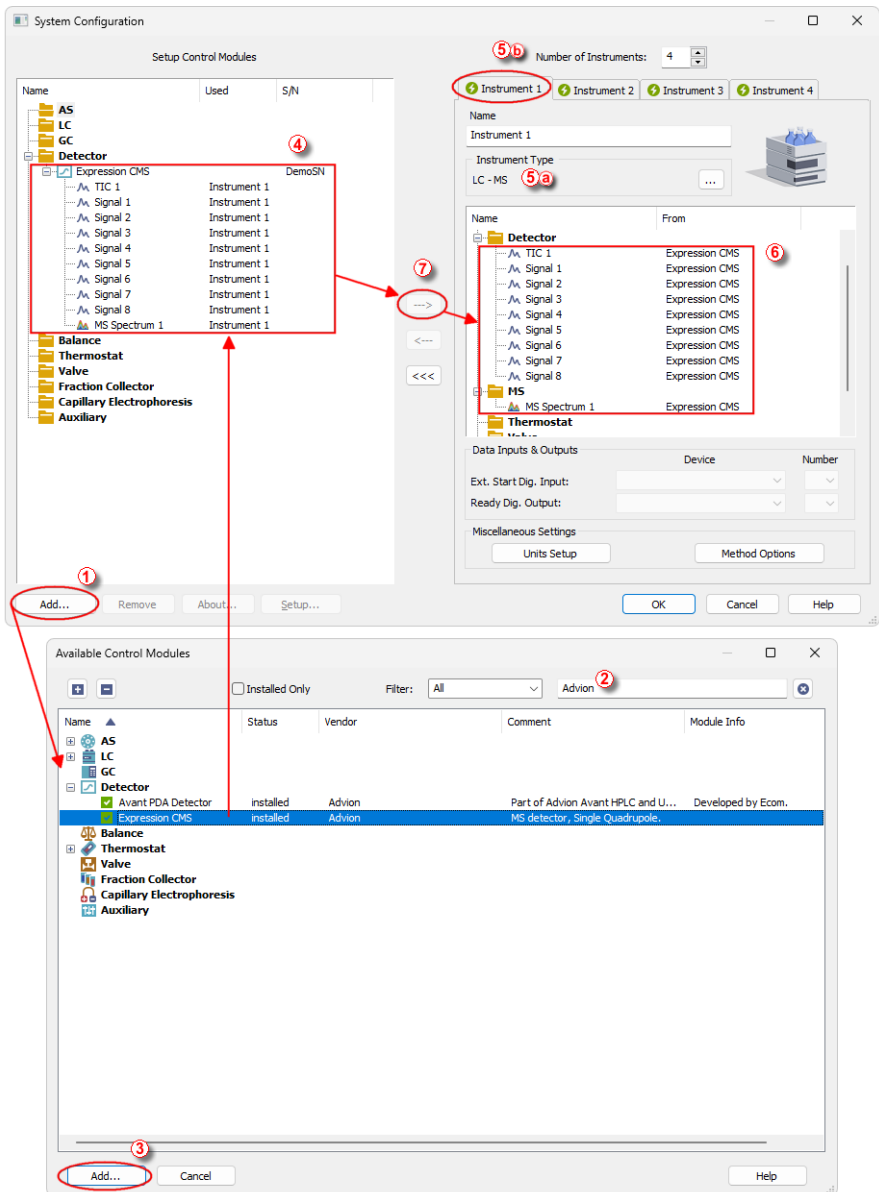 System Configuration
Setup Control Modules
⑤b Number of Instruments: 4
Name Used S/N
AS
LC
GC
Detector
④
Expression CMS DemoSN
TIC 1 Instrument 1
Signal 1 Instrument 1
Signal 2 Instrument 1
Signal 3 Instrument 1
Signal 4 Instrument 1
Signal 5 Instrument 1
Signal 6 Instrument 1
Signal 7 Instrument 1
Signal 8 Instrument 1
MS Spectrum 1 Instrument 1
Balance
Thermostat
Valve
Fraction Collector
Capillary Electrophoresis
Auxiliary
⑦
--->
<---
<<<
Instrument 1 Instrument 2 Instrument 3 Instrument 4
Name
Instrument 1
Instrument Type
LC - MS ⑤a ...
Name From
Detector
⑥
TIC 1 Expression CMS
Signal 1 Expression CMS
Signal 2 Expression CMS
Signal 3 Expression CMS
Signal 4 Expression CMS
Signal 5 Expression CMS
Signal 6 Expression CMS
Signal 7 Expression CMS
Signal 8 Expression CMS
MS
MS Spectrum 1 Expression CMS
Thermostat
Data Inputs & Outputs
Device Number
Ext. Start Dig. Input:
Ready Dig. Output:
Miscellaneous Settings
Units Setup Method Options
①
Add... Remove About... Setup...
OK Cancel Help
Available Control Modules
Installed Only Filter: All Advion ②
Name Status Vendor Comment Module Info
AS
LC
GC
Detector
Avant PDA Detector installed Advion Part of Advion Avant HPLC and U... Developed by Ecom.
Expression CMS installed Advion MS detector, Single Quadrupole.
Balance
Thermostat
Valve
Fraction Collector
Capillary Electrophoresis
Auxiliary
③
Add... Cancel Help